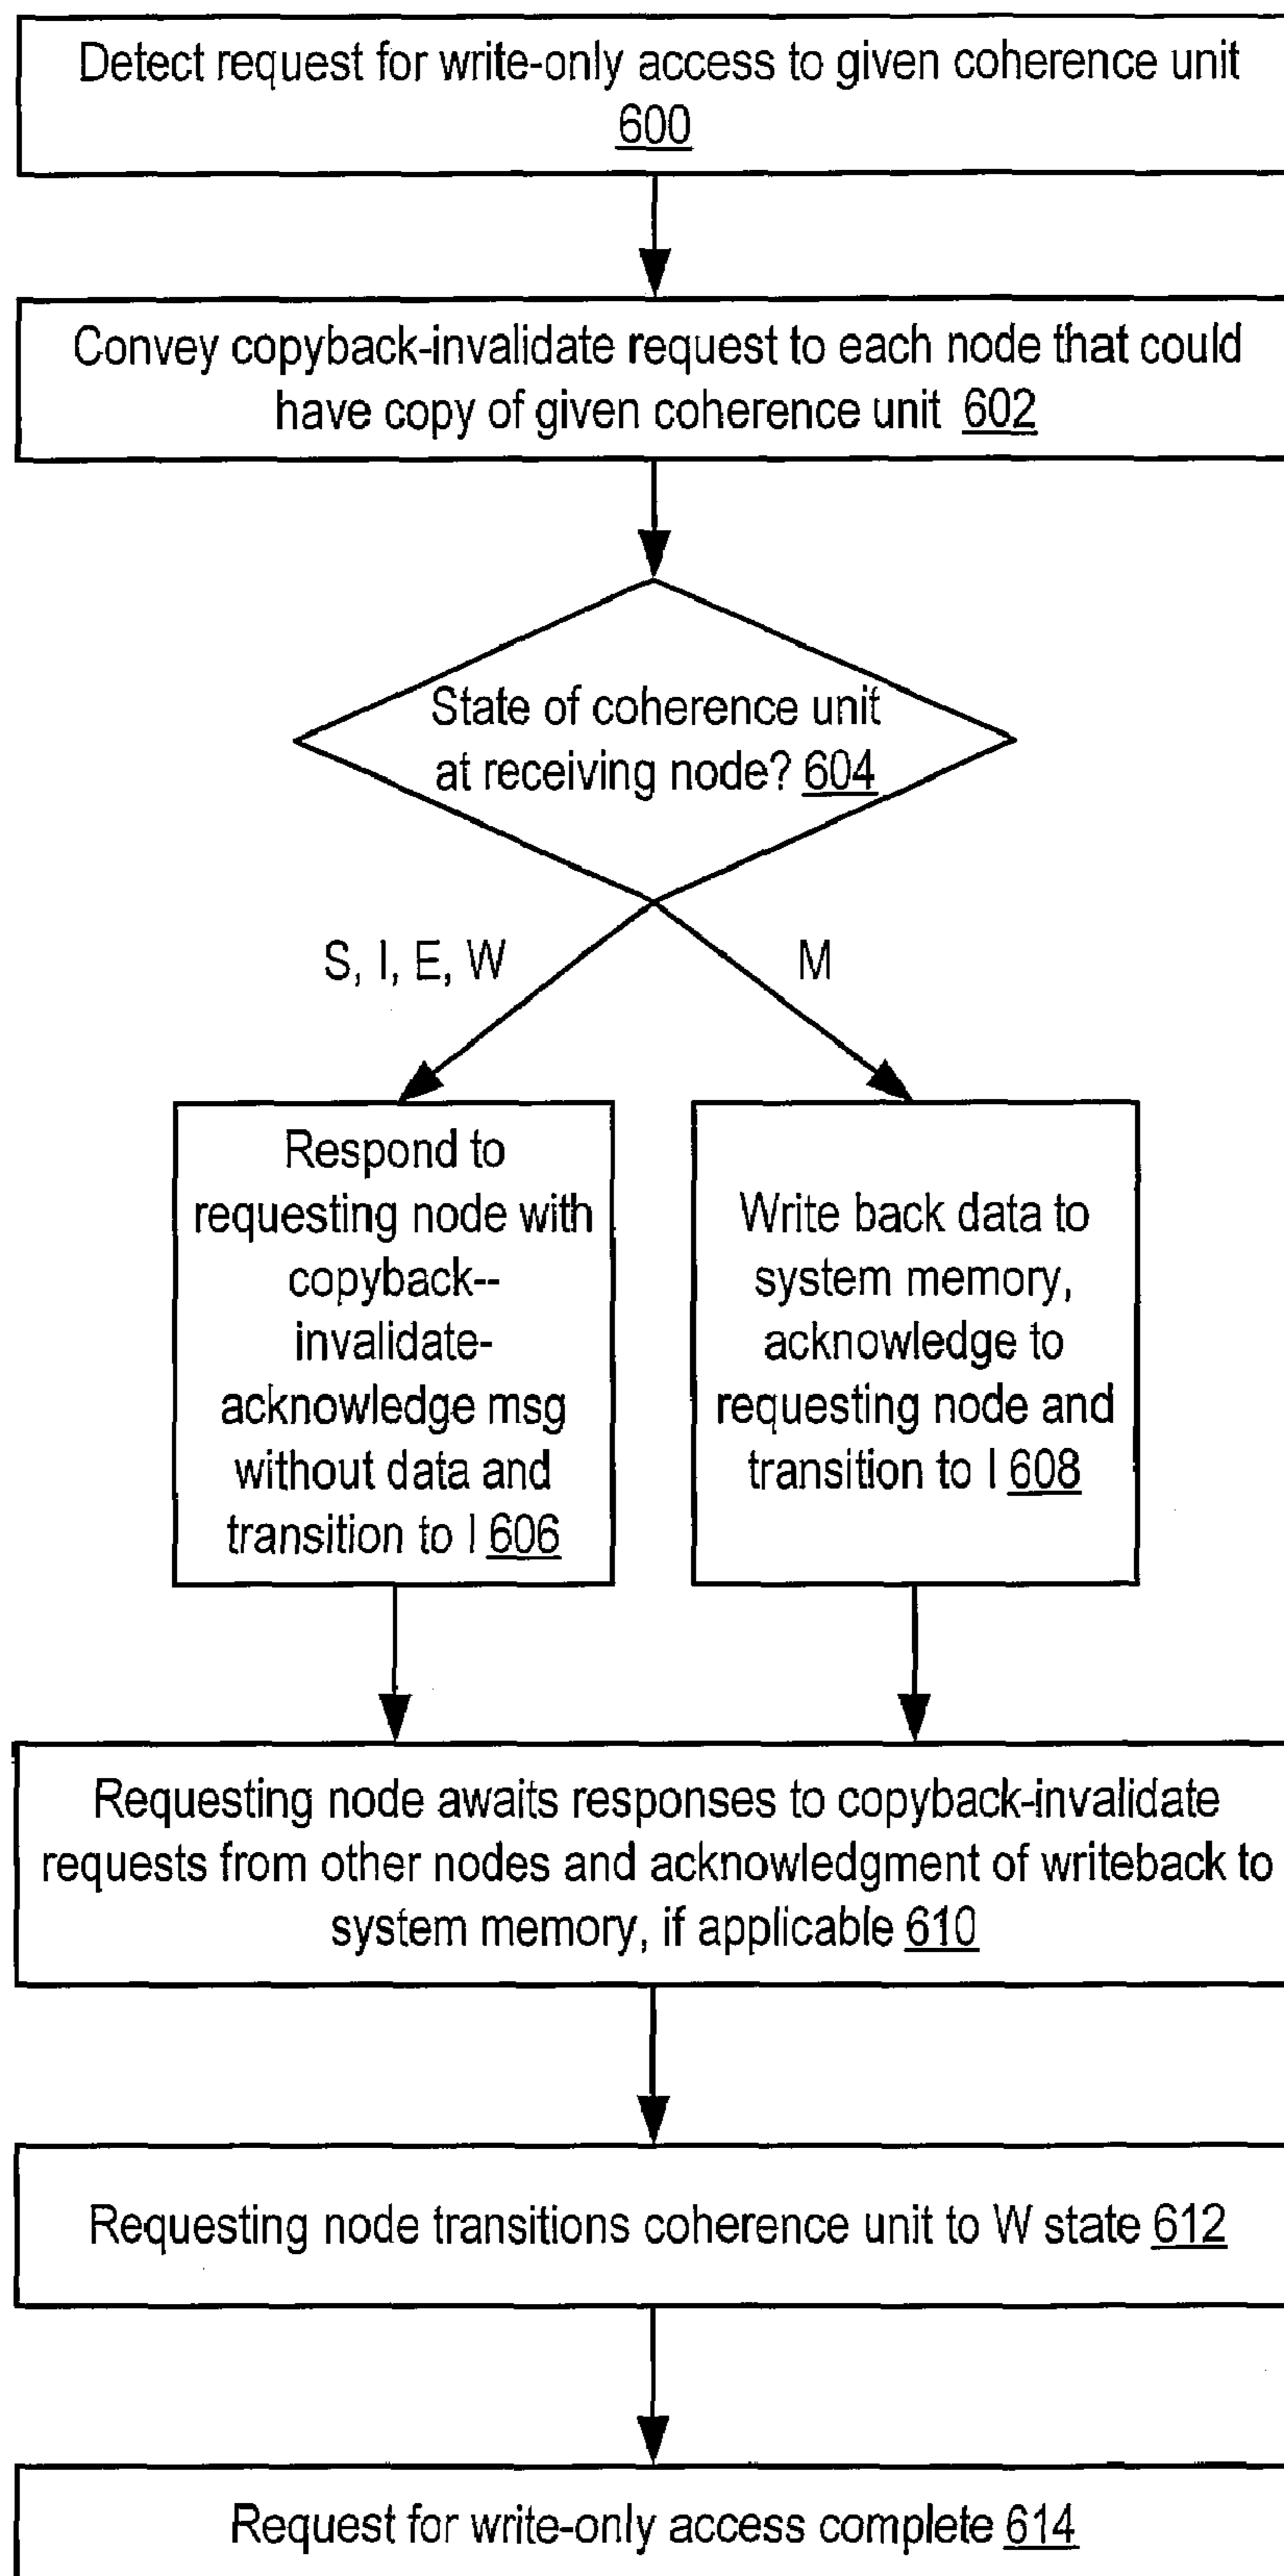 Detect request for write-only access to given coherence unit
600
Convey copyback-invalidate request to each node that could
have copy of given coherence unit 602
State of coherence unit
at receiving node? 604
S, I, E, W
M
Respond to
requesting node with
copyback--
invalidate-
acknowledge msg
without data and
transition to I 606
Write back data to
system memory,
acknowledge to
requesting node and
transition to I 608
Requesting node awaits responses to copyback-invalidate
requests from other nodes and acknowledgment of writeback to
system memory, if applicable 610
Requesting node transitions coherence unit to W state 612
Request for write-only access complete 614